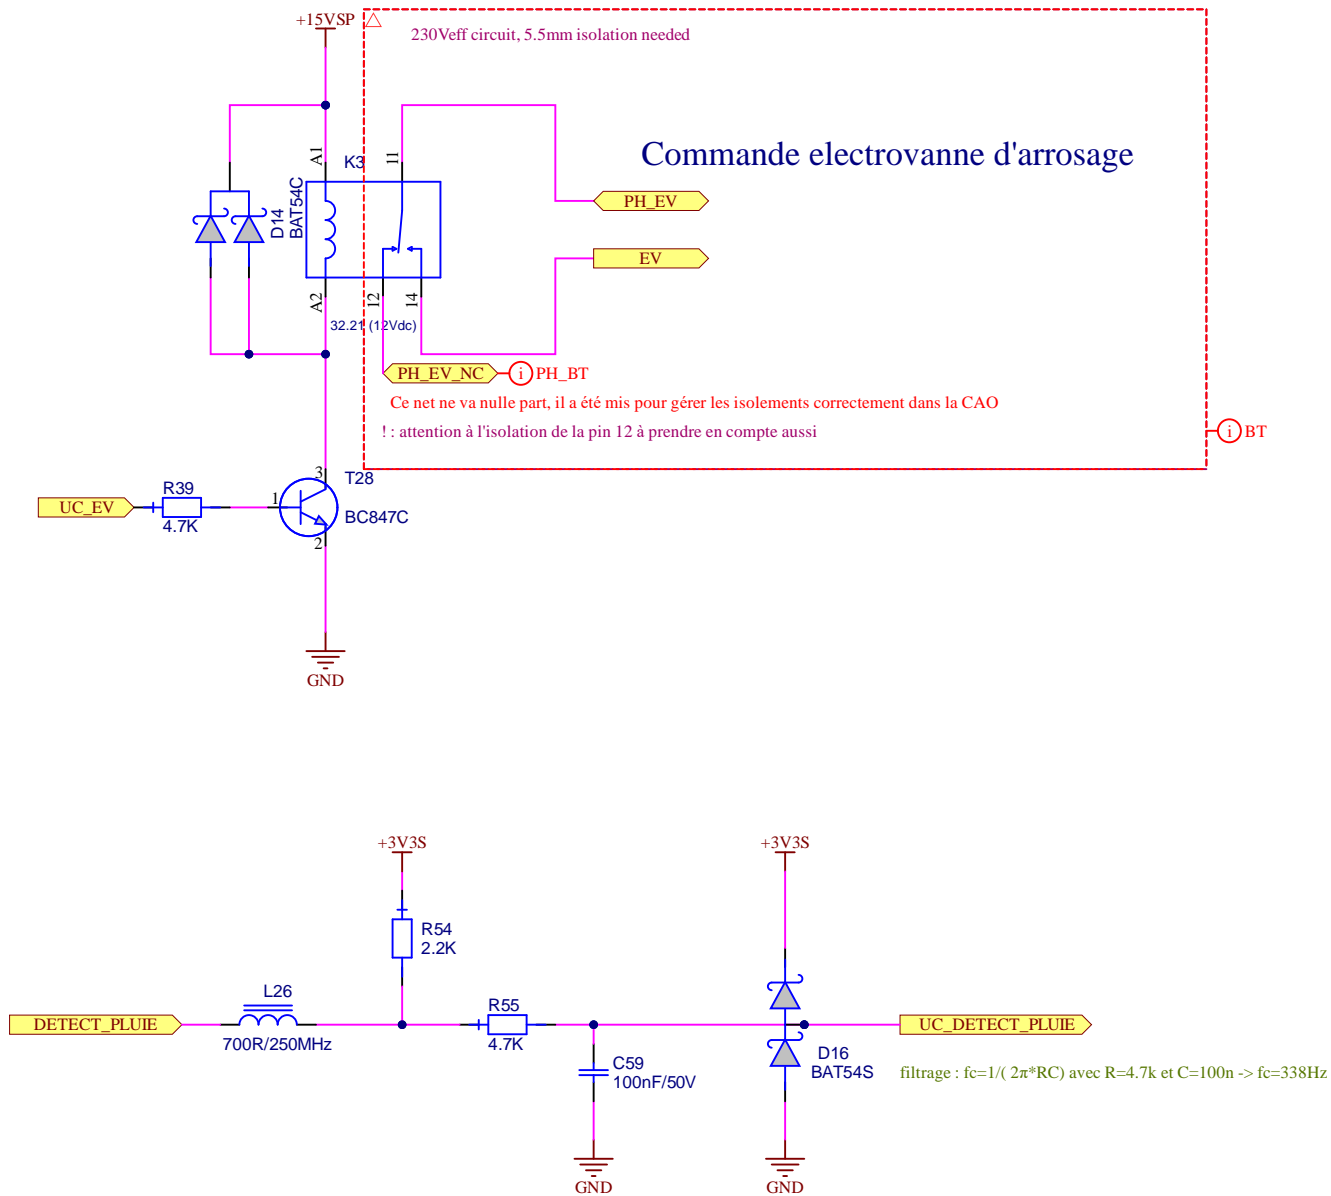 +15VSP
230Veff circuit, 5.5mm isolation needed
Commande electrovanne d'arrosage
A1
K3
11
D14
BAT54C
PH_EV
EV
A2
12
14
32.21 (12Vdc)
PH_EV_NC
i
PH_BT
Ce net ne va nulle part, il a été mis pour gérer les isolements correctement dans la CAO
! : attention à l'isolation de la pin 12 à prendre en compte aussi
i
BT
3
T28
UC_EV
R39
4.7K
1
BC847C
2
GND
+3V3S
+3V3S
R54
2.2K
L26
DETECT_PLUIE
700R/250MHz
R55
4.7K
C59
100nF/50V
UC_DETECT_PLUIE
D16
BAT54S
filtrage : fc=1/( 2π*RC) avec R=4.7k et C=100n -> fc=338Hz
GND
GND